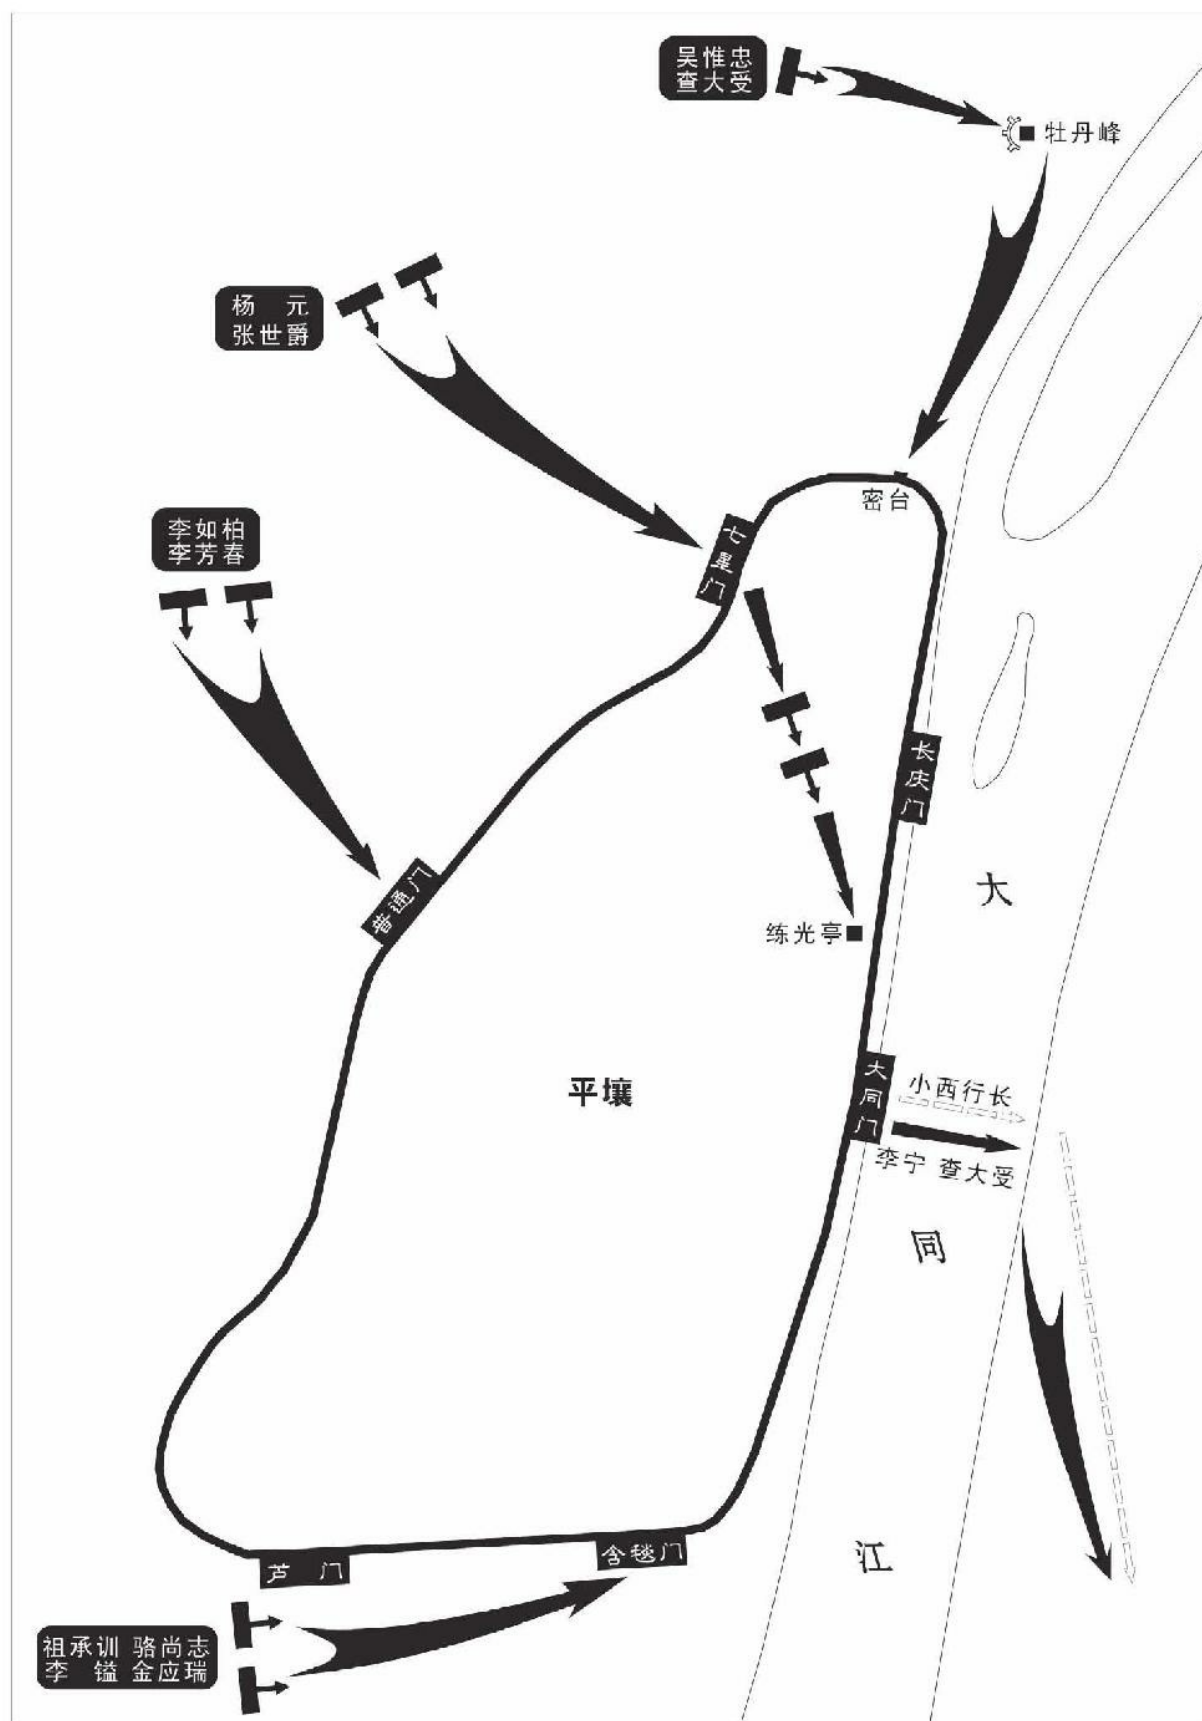 吴惟忠
查大受
牡丹峰
杨 元
张世爵
密台
李如柏
李芳春
七星门
长庆门
普通门
大
练光亭
平壤
大同门
小西行长
李宁 查大受
同
江
芦 门
含毯门
祖承训 骆尚志
李 镒 金应瑞